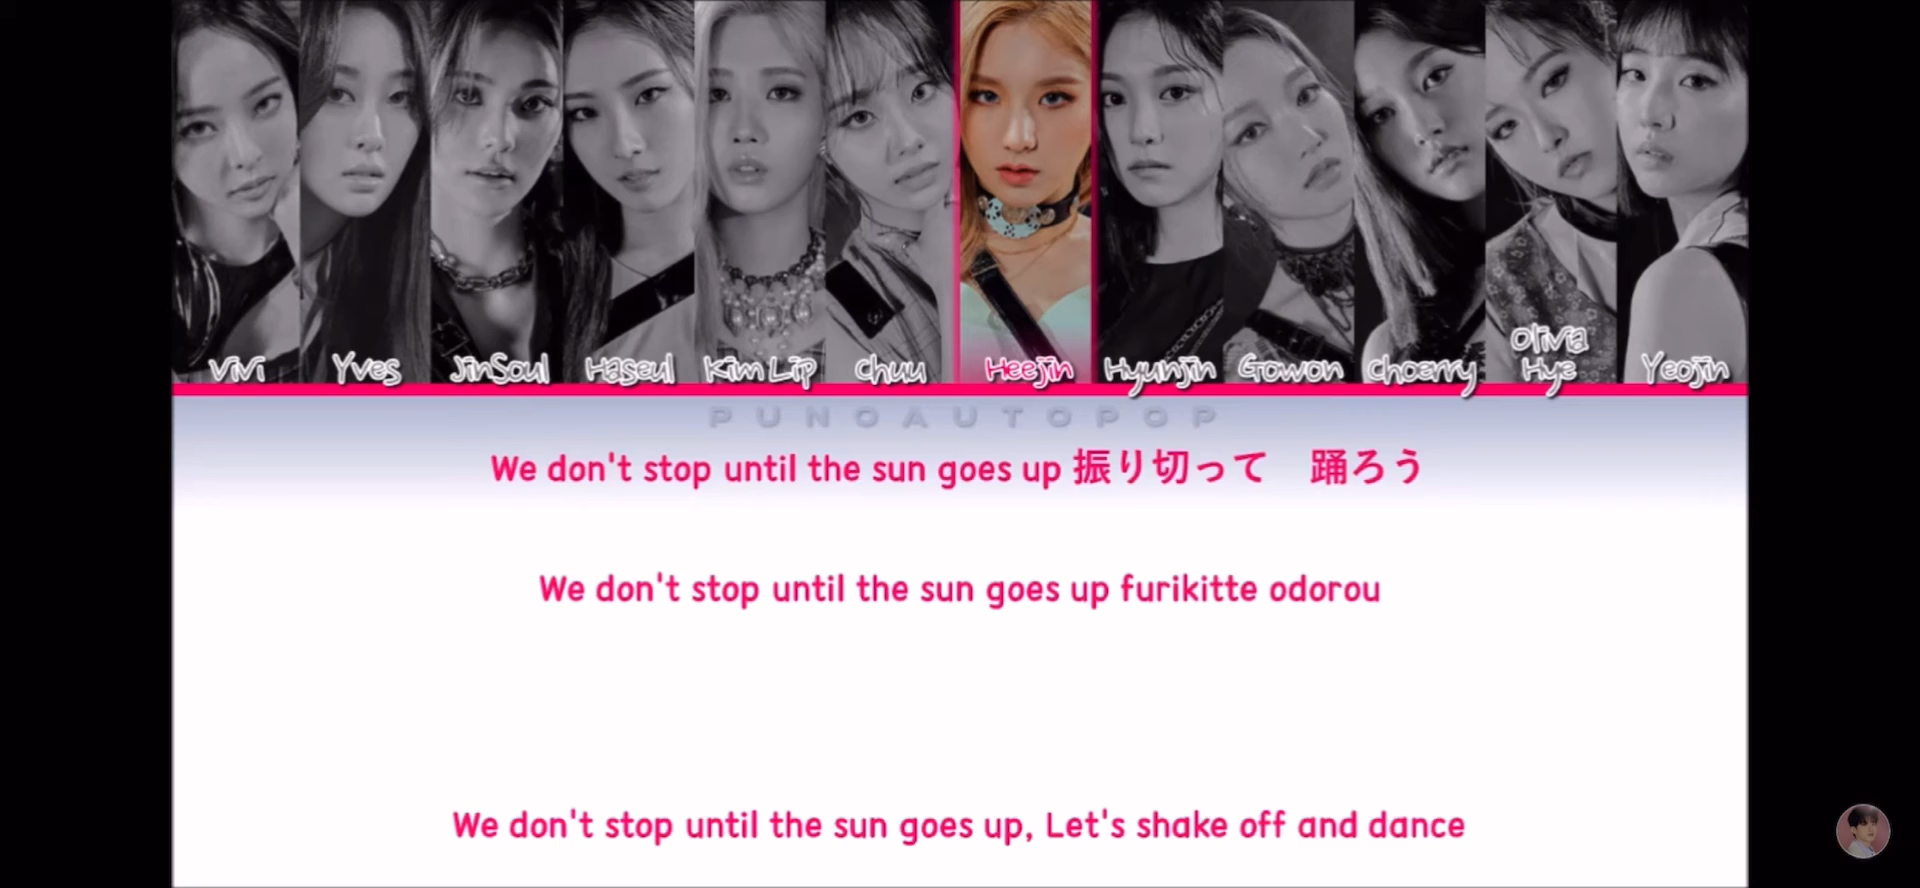 ViVi Yves JinSoul Haseul Kim Lip chuu Heejin Hyunjin Gowon choerry Olivia Hye Yeojin
PUNOAUTOPOP
We don't stop until the sun goes up 振り切って　踊ろう
We don't stop until the sun goes up furikitte odorou
We don't stop until the sun goes up, Let's shake off and dance